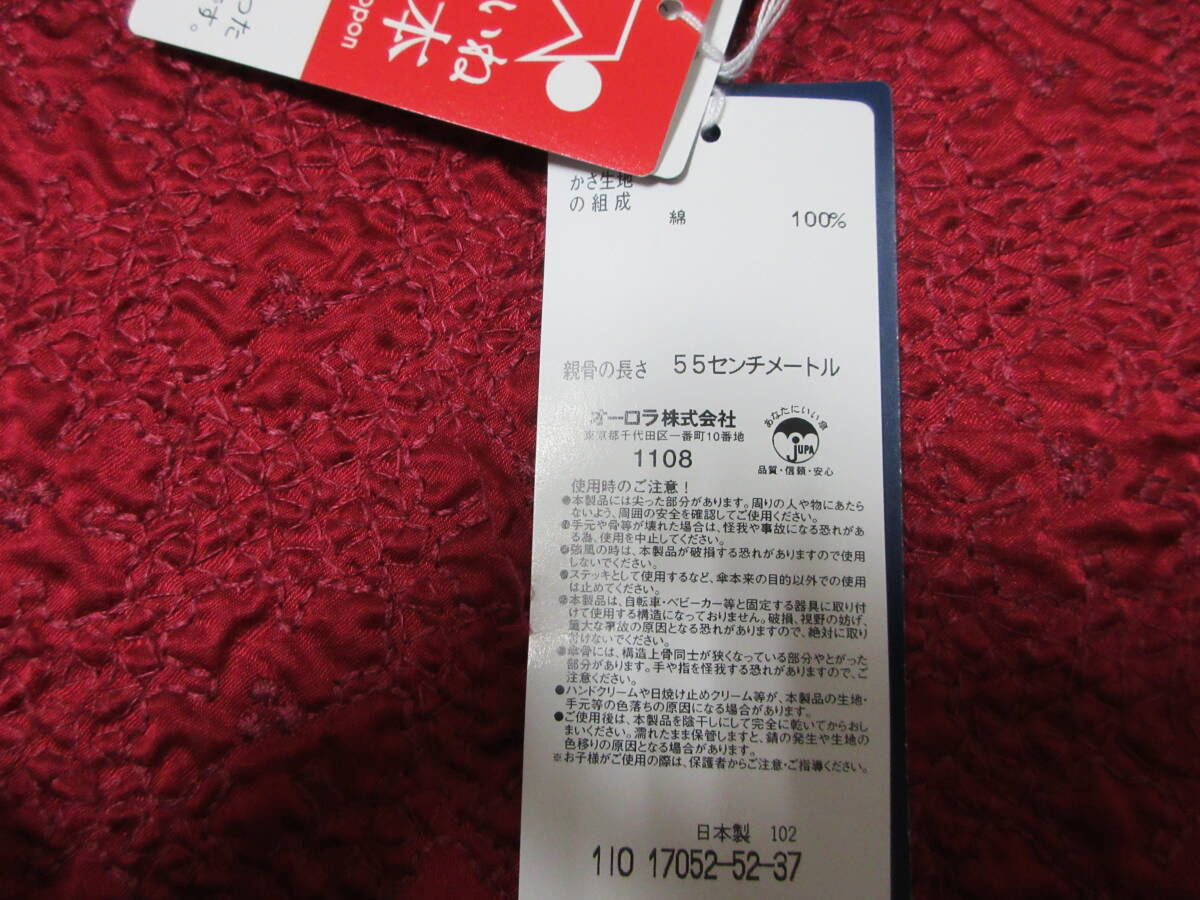 った
す。
いね
本
ppon
かさ生地
の組成
綿 100%
親骨の長さ 55センチメートル
オーロラ株式会社
東京都千代田区一番町10番地
1108
あなたにいい傘
JUPA
品質・信頼・安心
使用時のご注意！
●本製品には尖った部分があります。周りの人や物にあたら
ないよう、周囲の安全を確認してご使用ください。
●手元や骨等が壊れた場合は、怪我や事故になる恐れがあ
る為、使用を中止してください。
●強風の時は、本製品が破損する恐れがありますので使用
しないでください。
●ステッキとして使用するなど、傘本来の目的以外での使用
は止めてください。
●本製品は、自転車・ベビーカー等と固定する器具に取り付
けて使用する構造になっておりません。破損、視野の妨げ、
重大な事故の原因となる恐れがありますので、絶対に取り
付けないでください。
●傘骨には、構造上骨同士が狭くなっている部分やとがった
部分があります。手や指を怪我する恐れがありますので、ご
注意ください。
●ハンドクリームや日焼け止めクリーム等が、本製品の生地・
手元等の色落ちの原因になる場合があります。
●ご使用後は、本製品を陰干しにして完全に乾いてからおし
まいください。濡れたまま保管しますと、錆の発生や生地の
色移りの原因となる場合があります。
※お子様がご使用の際は、保護者からご注意・ご指導ください。
日本製 102
110 17052-52-37